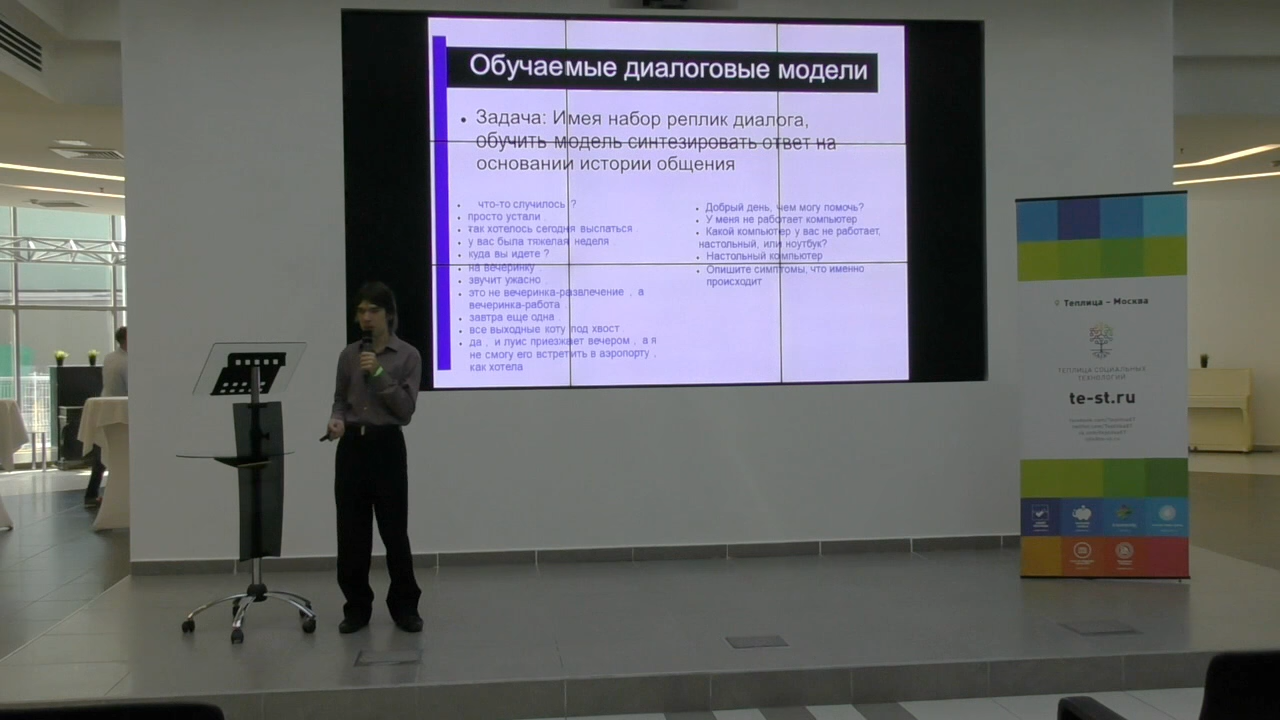 Обучаемые диалоговые модели
Задача: Имея набор реплик диалога,
обучить модель синтезировать ответ на
основании истории общения
что-то случилось ?
просто устали .
так хотелось сегодня выспаться
у вас была тяжелая неделя
куда вы идете ?
на вечеринку .
звучит ужасно .
это не вечеринка-развлечение , а
вечеринка-работа
завтра еще одна .
все выходные коту под хвост
да , и луис приезжает вечером , а я
не смогу его встретить в аэропорту ,
как хотела
Добрый день, чем могу помочь?
У меня не работает компьютер
Какой компьютер у вас не работает,
настольный, или ноутбук?
Настольный компьютер
Опишите симптомы, что именно
происходит
Теплица – Москва
ТЕПЛИЦА СОЦИАЛЬНЫХ
ТЕХНОЛОГИЙ
te-st.ru